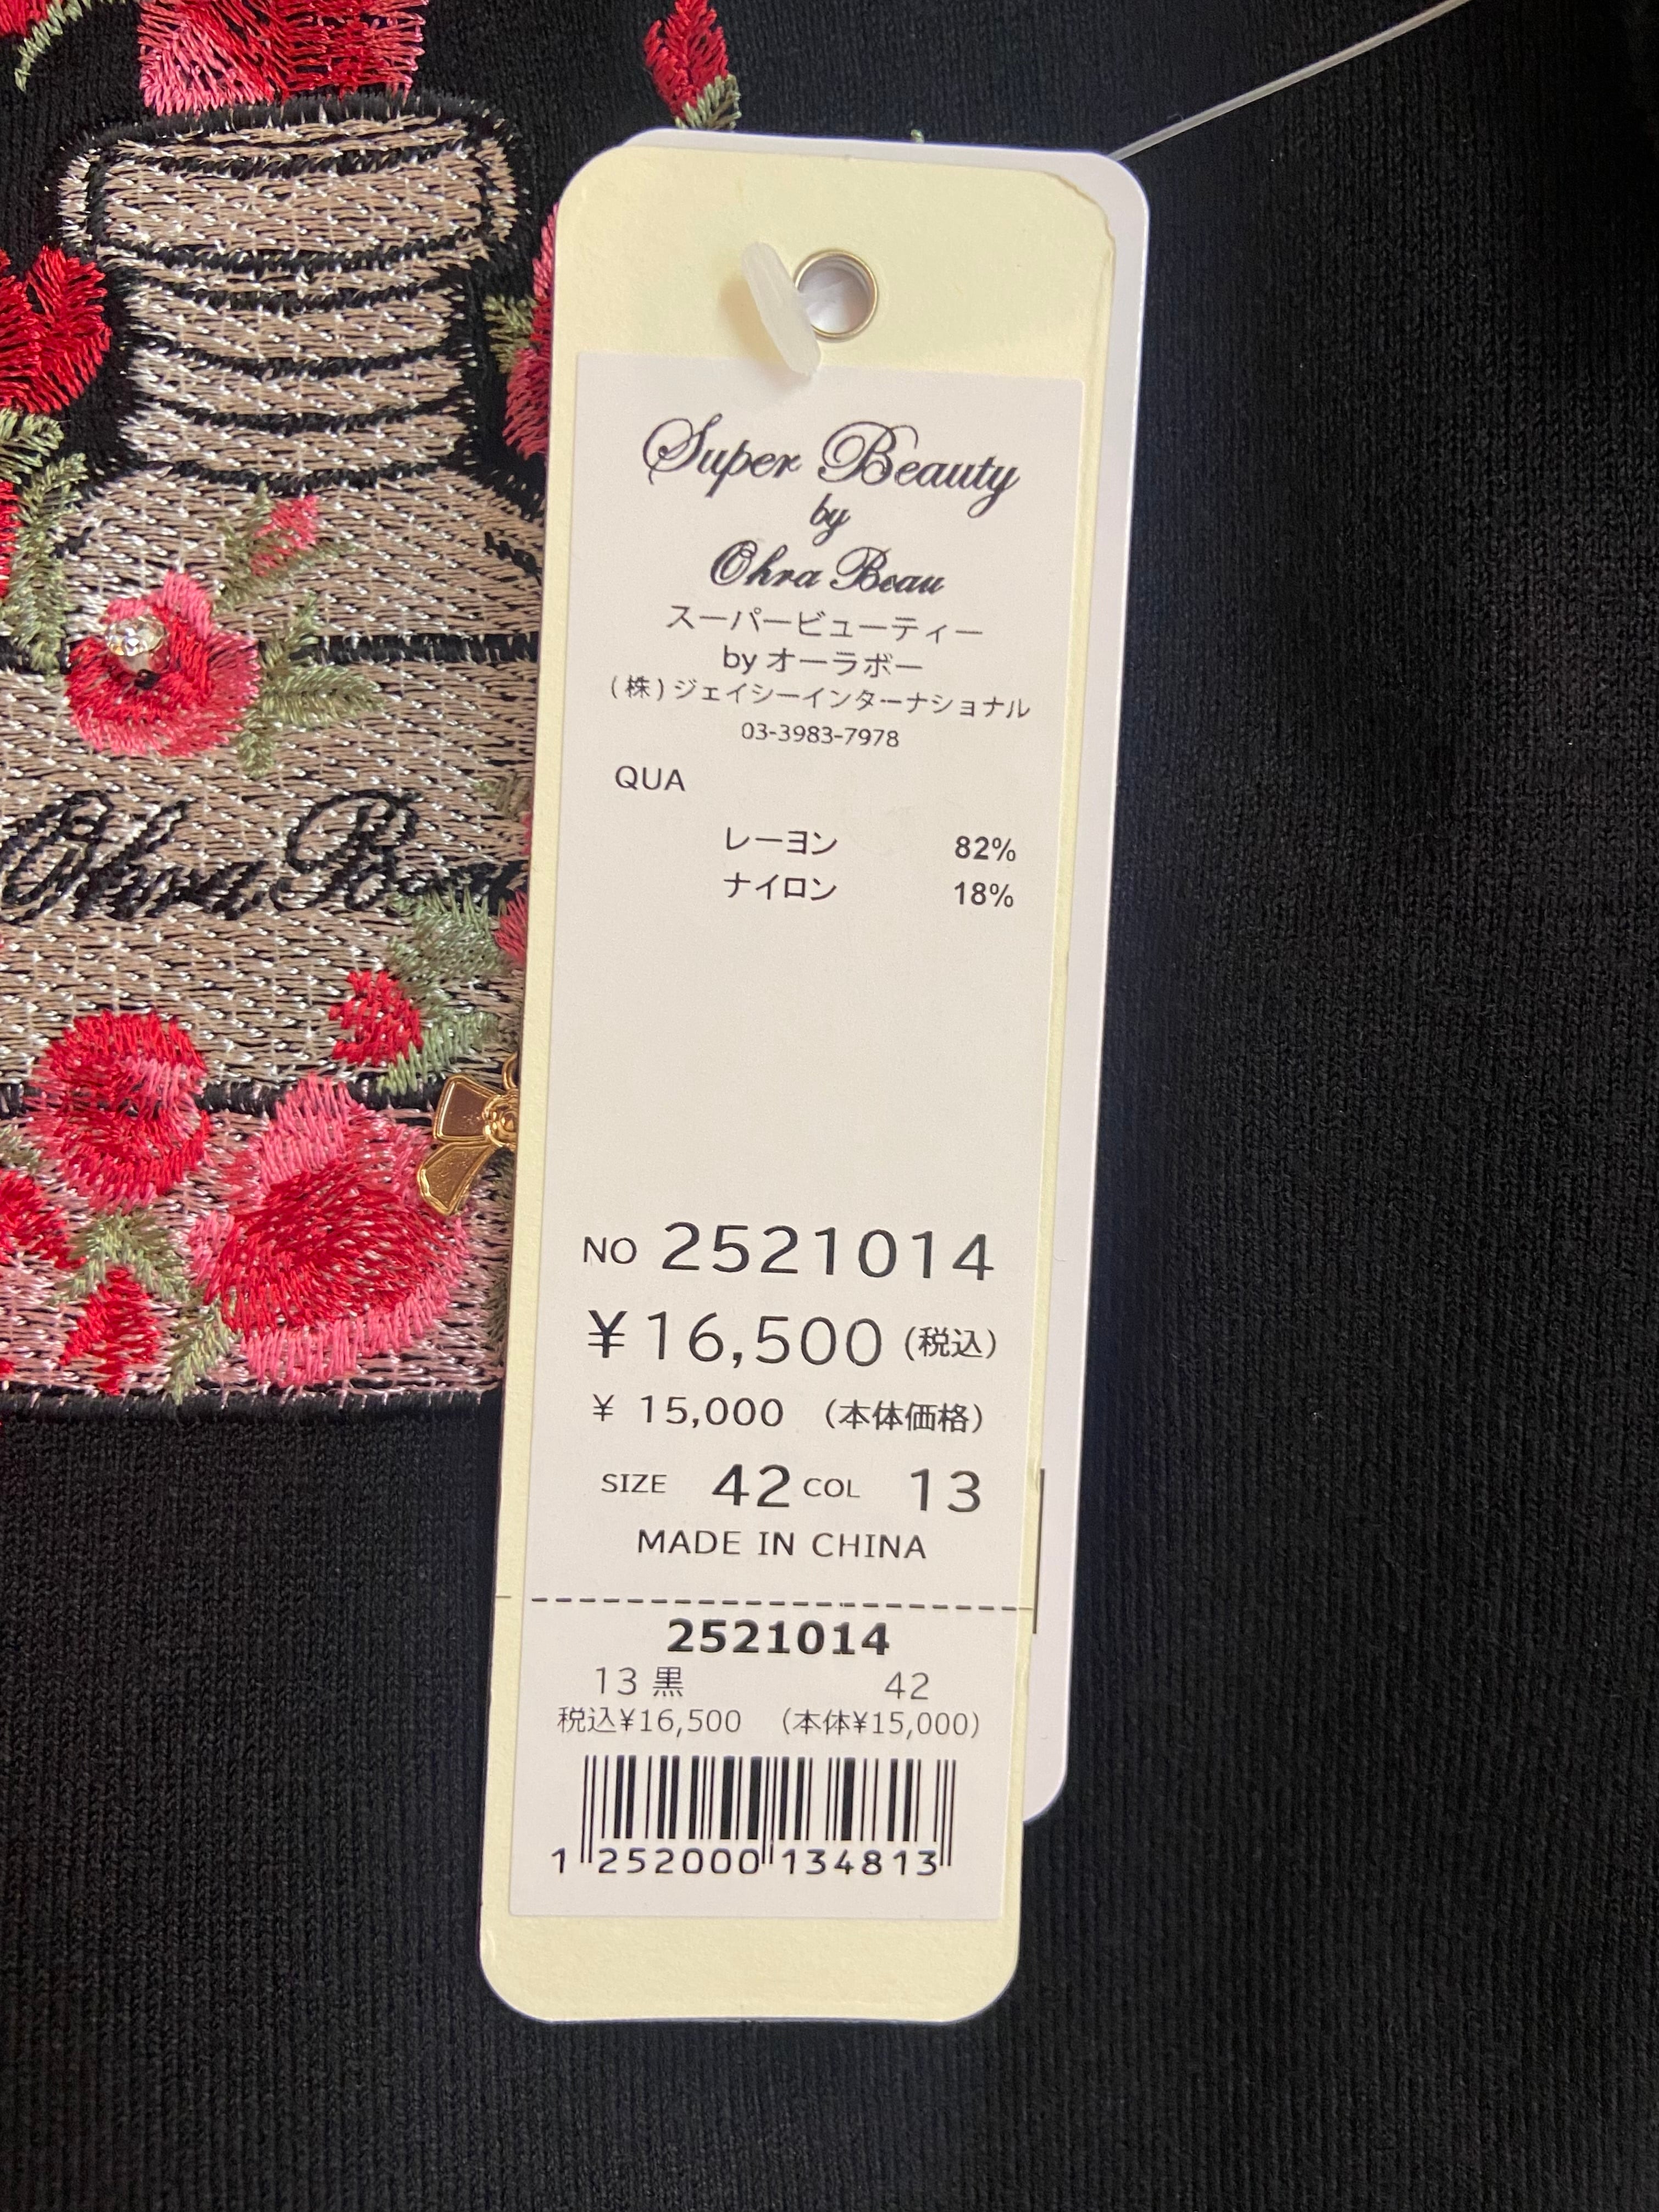 Super Beauty
by
Ohra Beau
スーパービューティー
by オーラボー
(株)ジェイシーインターナショナル
03-3983-7978
QUA
レーヨン 82%
ナイロン 18%
NO 2521014
¥16,500 (税込)
¥ 15,000 (本体価格)
SIZE 42 COL 13
MADE IN CHINA
2521014
13 黒 42
税込¥16,500 (本体¥15,000)
1 252000 134813
Ohra Beau